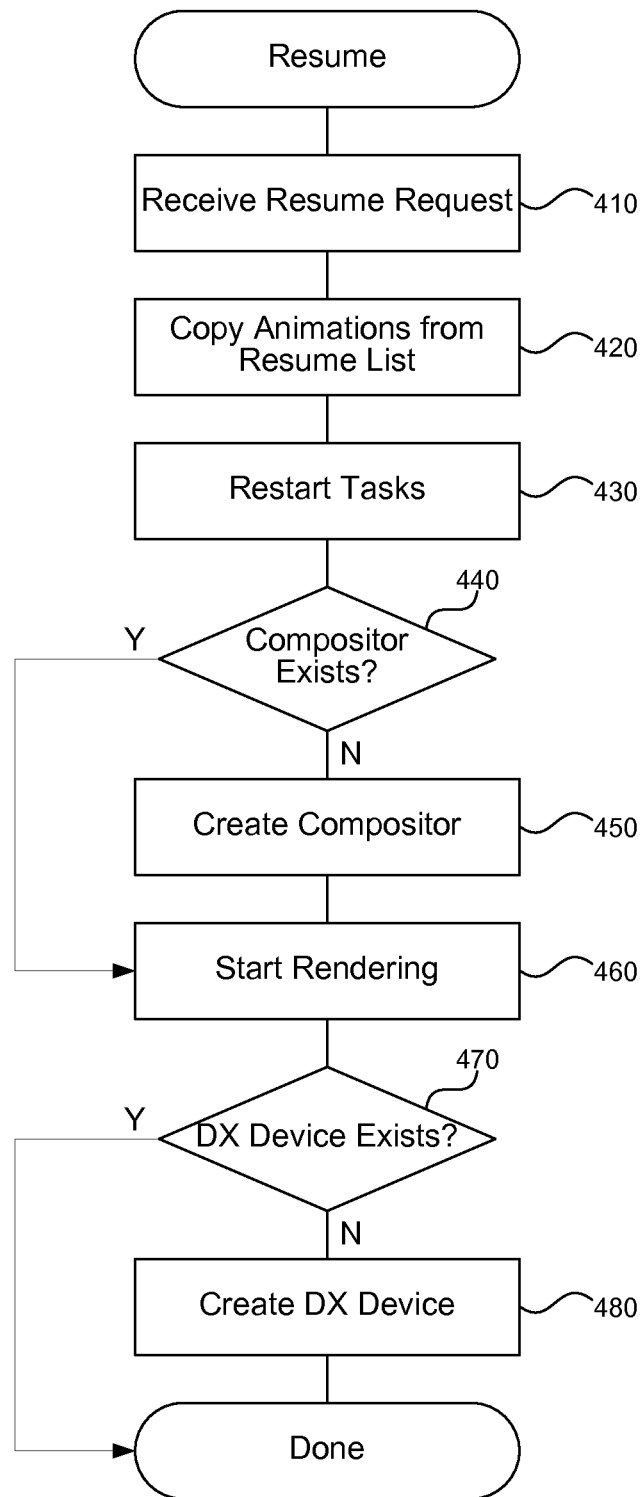 Resume
Receive Resume Request
410
Copy Animations from
Resume List
420
Restart Tasks
430
440
Compositor
Exists?
Y
N
Create Compositor
450
Start Rendering
460
470
DX Device Exists?
Y
N
Create DX Device
480
Done